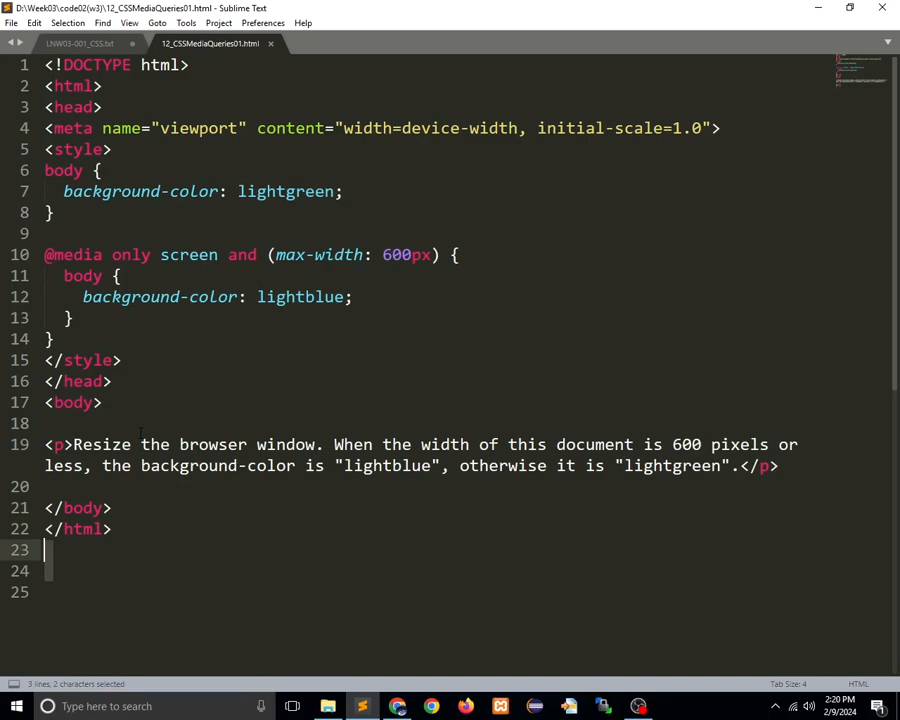 D:\Week03\code02(w3)\12_CSSMediaQueries01.html - Sublime Text
File Edit Selection Find View Goto Tools Project Preferences Help
LNW03-001_CSS.txt 12_CSSMediaQueries01.html
1 <!DOCTYPE html>
2 <html>
3 <head>
4 <meta name="viewport" content="width=device-width, initial-scale=1.0">
5 <style>
6 body {
7 background-color: lightgreen;
8 }
9
10 @media only screen and (max-width: 600px) {
11 body {
12 background-color: lightblue;
13 }
14 }
15 </style>
16 </head>
17 <body>
18
19 <p>Resize the browser window. When the width of this document is 600 pixels or
less, the background-color is "lightblue", otherwise it is "lightgreen".</p>
20
21 </body>
22 </html>
23
24
25
3 lines, 2 characters selected Tab Size: 4 HTML
Type here to search 2:20 PM
2/9/2024